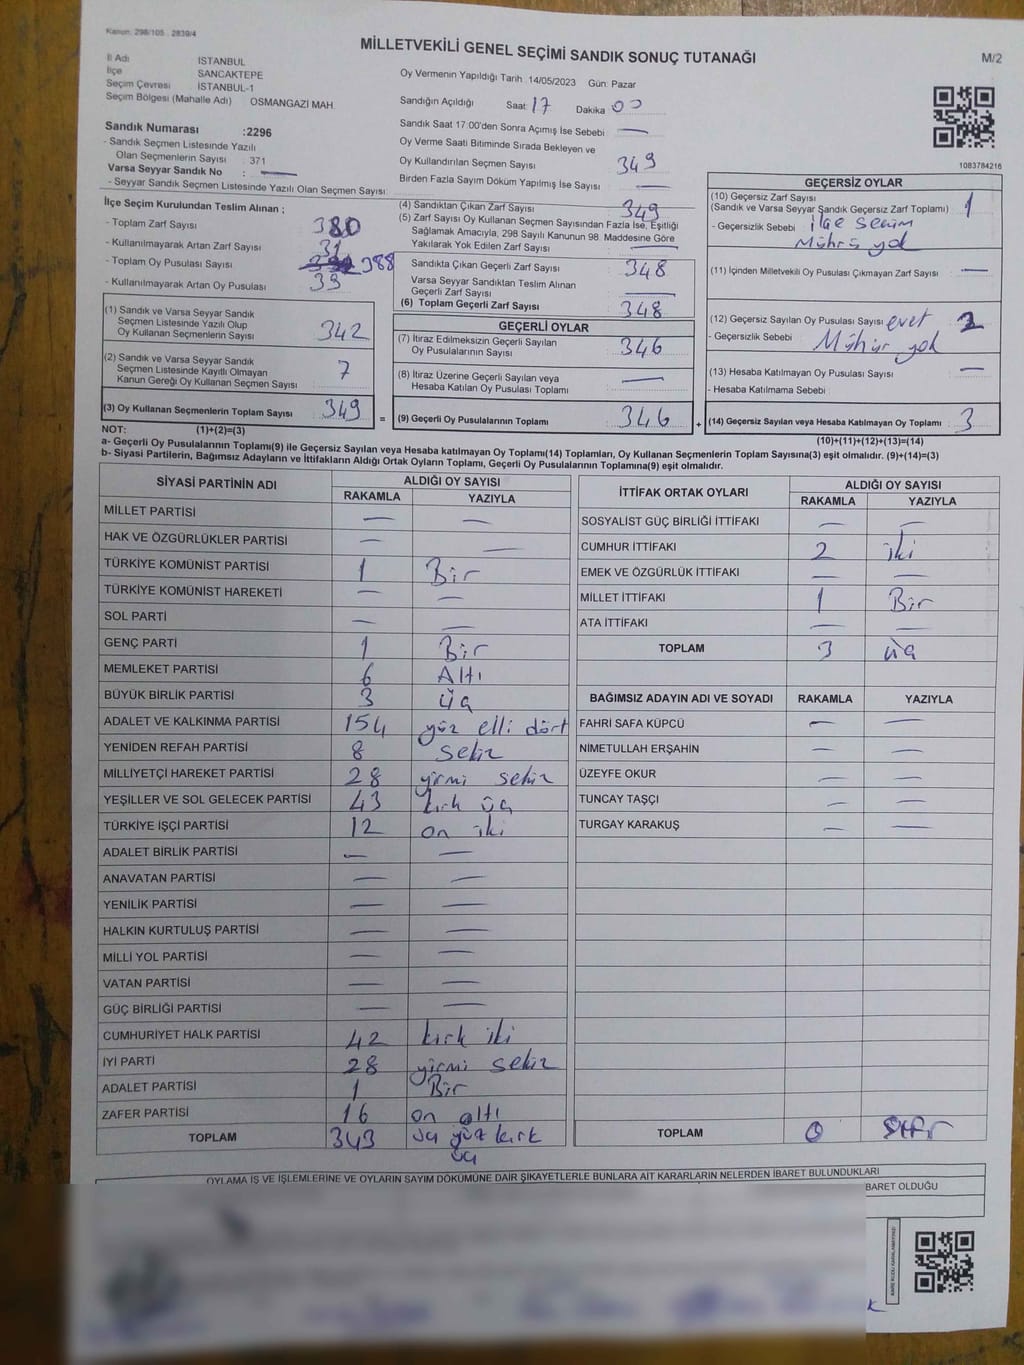 Kanun: 298/105 , 2839/4
MİLLETVEKİLİ GENEL SEÇİMİ SANDIK SONUÇ TUTANAĞI
M/2
İl Adı İSTANBUL
İlçe SANCAKTEPE
Seçim Çevresi İSTANBUL-1
Seçim Bölgesi (Mahalle Adı) OSMANGAZİ MAH.
Sandık Numarası :2296
- Sandık Seçmen Listesinde Yazılı
Olan Seçmenlerin Sayısı : 371
Varsa Seyyar Sandık No : —
- Seyyar Sandık Seçmen Listesinde Yazılı Olan Seçmen Sayısı:
Oy Vermenin Yapıldığı Tarih :14/05/2023 Gün: Pazar
Sandığın Açıldığı Saat: 17 Dakika 00
Sandık Saat 17:00'den Sonra Açımış İse Sebebi —
Oy Verme Saati Bitiminde Sırada Bekleyen ve
Oy Kullandırılan Seçmen Sayısı 349
Birden Fazla Sayım Döküm Yapılmış İse Sayısı —
1083784216
İlçe Seçim Kurulundan Teslim Alınan ;
- Toplam Zarf Sayısı 380
- Kullanılmayarak Artan Zarf Sayısı 31
- Toplam Oy Pusulası Sayısı 388
- Kullanılmayarak Artan Oy Pusulası 39
(4) Sandıktan Çıkan Zarf Sayısı 349
(5) Zarf Sayısı Oy Kullanan Seçmen Sayısından Fazla İse, Eşitliği
Sağlamak Amacıyla, 298 Sayılı Kanunun 98. Maddesine Göre
Yakılarak Yok Edilen Zarf Sayısı —
Sandıkta Çıkan Geçerli Zarf Sayısı 348
Varsa Seyyar Sandıktan Teslim Alınan
Geçerli Zarf Sayısı —
(6) Toplam Geçerli Zarf Sayısı 348
GEÇERSİZ OYLAR
(10) Geçersiz Zarf Sayısı 1
(Sandık ve Varsa Seyyar Sandık Geçersiz Zarf Toplamı)
- Geçersizlik Sebebi ilçe seçim
Mührü yok
(11) İçinden Milletvekili Oy Pusulası Çıkmayan Zarf Sayısı —
(12) Geçersiz Sayılan Oy Pusulası Sayısı evet 2
- Geçersizlik Sebebi Mühür yok
(13) Hesaba Katılmayan Oy Pusulası Sayısı —
- Hesaba Katılmama Sebebi
(1) Sandık ve Varsa Seyyar Sandık
Seçmen Listesinde Yazılı Olup
Oy Kullanan Seçmenlerin Sayısı 342
(2) Sandık ve Varsa Seyyar Sandık
Seçmen Listesinde Kayıtlı Olmayan
Kanun Gereği Oy Kullanan Seçmen Sayısı 7
GEÇERLİ OYLAR
(7) İtiraz Edilmeksizin Geçerli Sayılan
Oy Pusulalarının Sayısı 346
(8) İtiraz Üzerine Geçerli Sayılan veya
Hesaba Katılan Oy Pusulası Toplamı —
(3) Oy Kullanan Seçmenlerin Toplam Sayısı 349 = (9) Geçerli Oy Pusulalarının Toplamı 346 + (14) Geçersiz Sayılan veya Hesaba Katılmayan Oy Toplamı 3
NOT: (1)+(2)=(3) (10)+(11)+(12)+(13)=(14)
a- Geçerli Oy Pusulalarının Toplamı(9) ile Geçersiz Sayılan veya Hesaba katılmayan Oy Toplamı(14) Toplamları, Oy Kullanan Seçmenlerin Toplam Sayısına(3) eşit olmalıdır. (9)+(14)=(3)
b- Siyasi Partilerin, Bağımsız Adayların ve İttifakların Aldığı Ortak Oyların Toplamı, Geçerli Oy Pusulalarının Toplamına(9) eşit olmalıdır.
SİYASİ PARTİNİN ADI ALDIĞI OY SAYISI
RAKAMLA YAZIYLA
MİLLET PARTİSİ — —
HAK VE ÖZGÜRLÜKLER PARTİSİ — —
TÜRKİYE KOMÜNİST PARTİSİ 1 Bir
TÜRKİYE KOMÜNİST HAREKETİ — —
SOL PARTİ — —
GENÇ PARTİ 1 Bir
MEMLEKET PARTİSİ 6 Altı
BÜYÜK BİRLİK PARTİSİ 3 üç
ADALET VE KALKINMA PARTİSİ 154 yüz elli dört
YENİDEN REFAH PARTİSİ 8 sekiz
MİLLİYETÇİ HAREKET PARTİSİ 28 yirmi sekiz
YEŞİLLER VE SOL GELECEK PARTİSİ 43 kırk üç
TÜRKİYE İŞÇİ PARTİSİ 12 on iki
ADALET BİRLİK PARTİSİ — —
ANAVATAN PARTİSİ — —
YENİLİK PARTİSİ — —
HALKIN KURTULUŞ PARTİSİ — —
MİLLİ YOL PARTİSİ — —
VATAN PARTİSİ — —
GÜÇ BİRLİĞİ PARTİSİ — —
CUMHURİYET HALK PARTİSİ 42 kırk iki
İYİ PARTİ 28 yirmi sekiz
ADALET PARTİSİ 1 Bir
ZAFER PARTİSİ 16 on altı
TOPLAM 343 üç yüz kırk
üç
İTTİFAK ORTAK OYLARI ALDIĞI OY SAYISI
RAKAMLA YAZIYLA
SOSYALİST GÜÇ BİRLİĞİ İTTİFAKI — —
CUMHUR İTTİFAKI 2 iki
EMEK VE ÖZGÜRLÜK İTTİFAKI — —
MİLLET İTTİFAKI 1 Bir
ATA İTTİFAKI — —
TOPLAM 3 üç
BAĞIMSIZ ADAYIN ADI VE SOYADI RAKAMLA YAZIYLA
FAHRİ SAFA KÜPCÜ — —
NİMETULLAH ERŞAHİN — —
ÜZEYFE OKUR — —
TUNCAY TAŞÇI — —
TURGAY KARAKUŞ — —
TOPLAM 0 Sıfır
OYLAMA İŞ VE İŞLEMLERİNE VE OYLARIN SAYIM DÖKÜMÜNE DAİR ŞİKAYETLERLE BUNLARA AİT KARARLARIN NELERDEN İBARET BULUNDUKLARI
BARET OLDUĞU